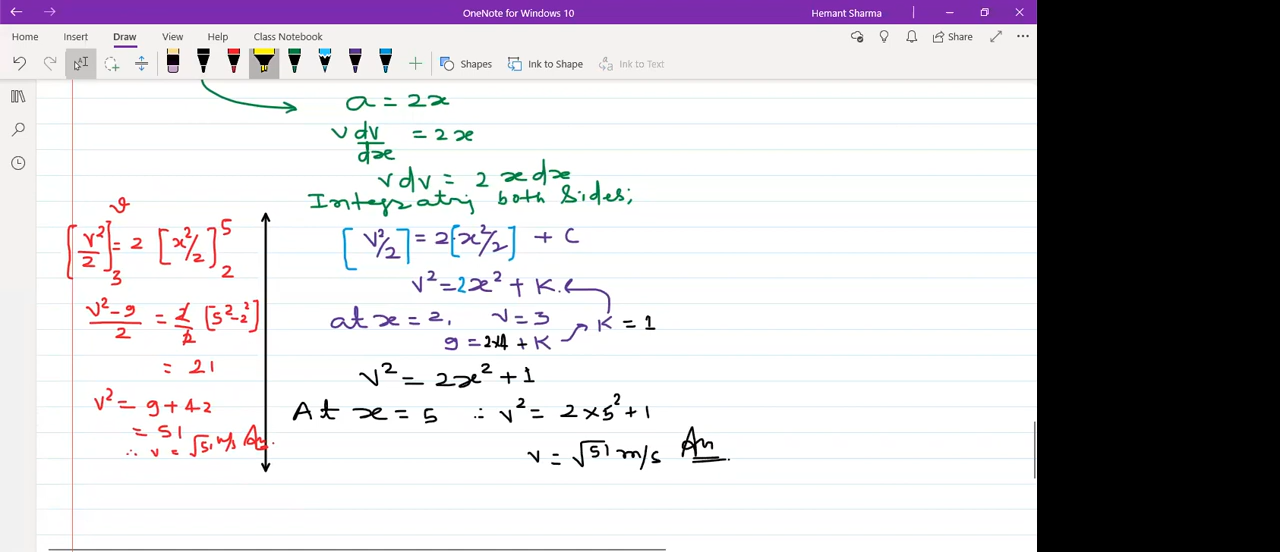 OneNote for Windows 10
Hemant Sharma
Home Insert Draw View Help Class Notebook
Share
Shapes Ink to Shape Ink to Text
a = 2x
v dv/dx = 2x
v dv = 2 x dx
Integrating both sides;
[v²/2] = 2[x²/2] + C
v² = 2x² + K.
at x = 2, v = 3 K = 1
9 = 2×4 + K
v² = 2x² + 1
At x = 5 ∴ v² = 2 × 5² + 1
v = √51 m/s Ans.
[v²/2]₃ᵛ = 2 [x²/2]₂⁵
(v² - 9)/2 = 2/2 [5² - 2²]
= 21
v² = 9 + 42
= 51
∴ v = √51 m/s Ans.